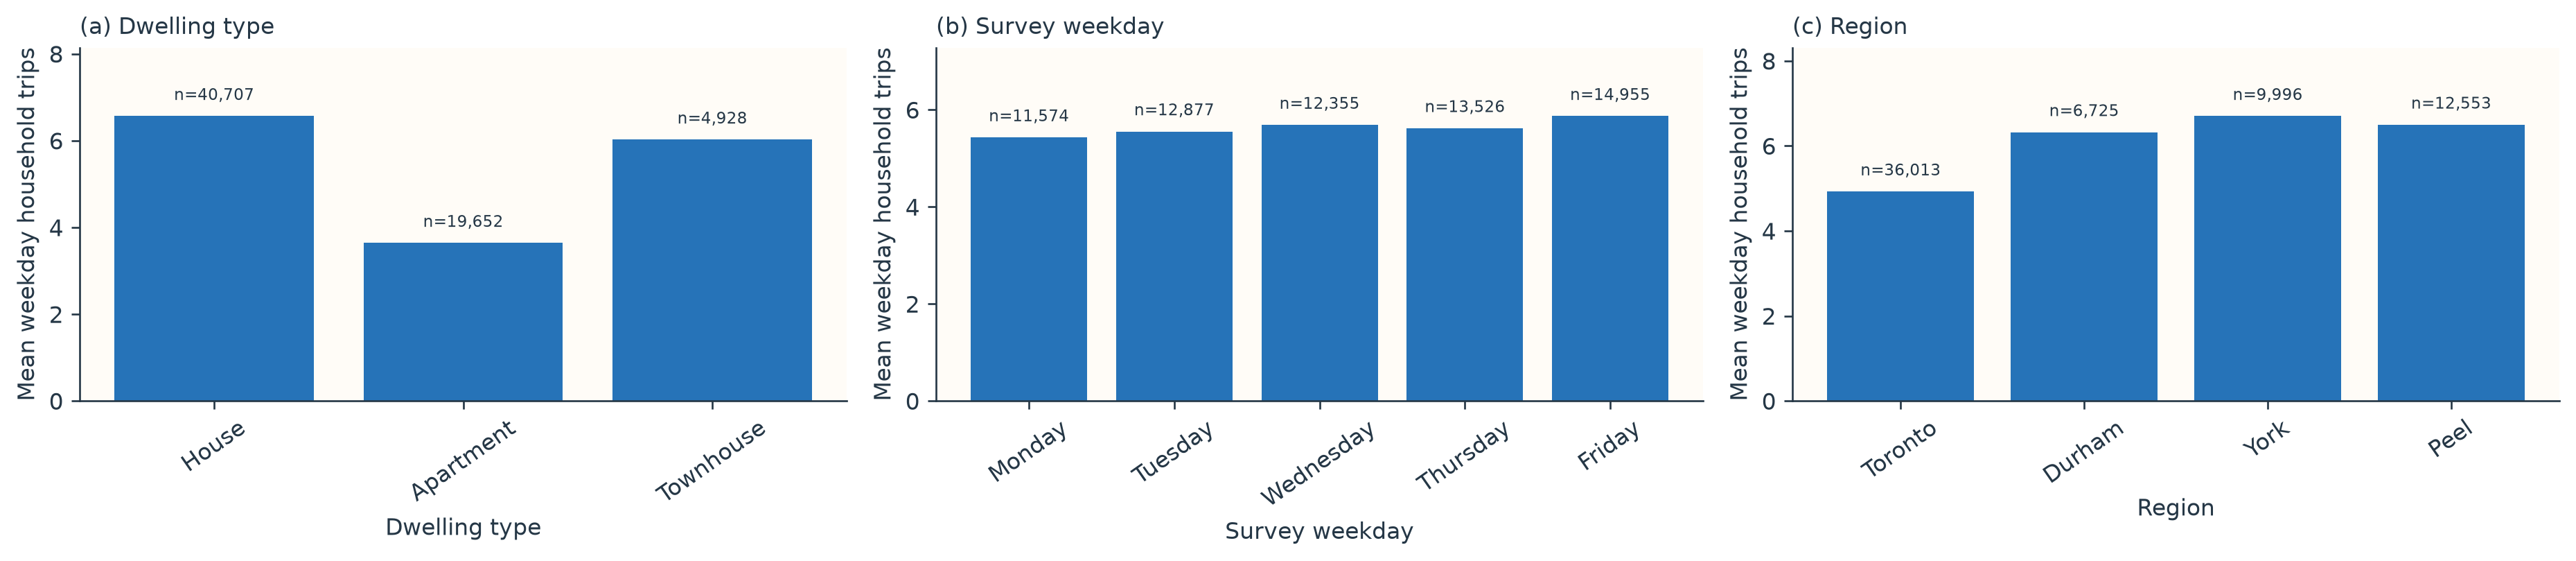 (a) Dwelling type
Mean weekday household trips
8
6
4
2
0
n=40,707
n=19,652
n=4,928
House
Apartment
Townhouse
Dwelling type
(b) Survey weekday
Mean weekday household trips
6
4
2
0
n=11,574
n=12,877
n=12,355
n=13,526
n=14,955
Monday
Tuesday
Wednesday
Thursday
Friday
Survey weekday
(c) Region
Mean weekday household trips
8
6
4
2
0
n=36,013
n=6,725
n=9,996
n=12,553
Toronto
Durham
York
Peel
Region